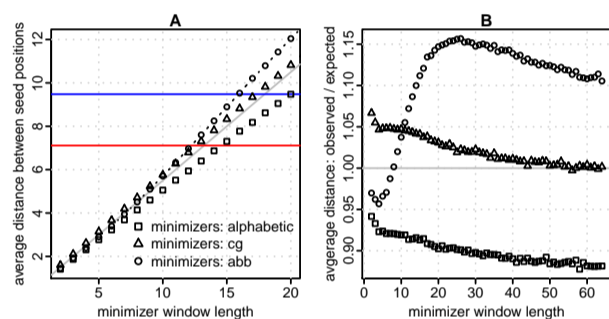 A
average distance between seed positions
12
10
8
6
4
2
minimizers: alphabetic
minimizers: cg
minimizers: abb
5
10
15
20
minimizer window length
B
avgerage distance: observed / expected
1.15
1.10
1.05
1.00
0.95
0.90
0
10
20
30
40
50
60
minimizer window length